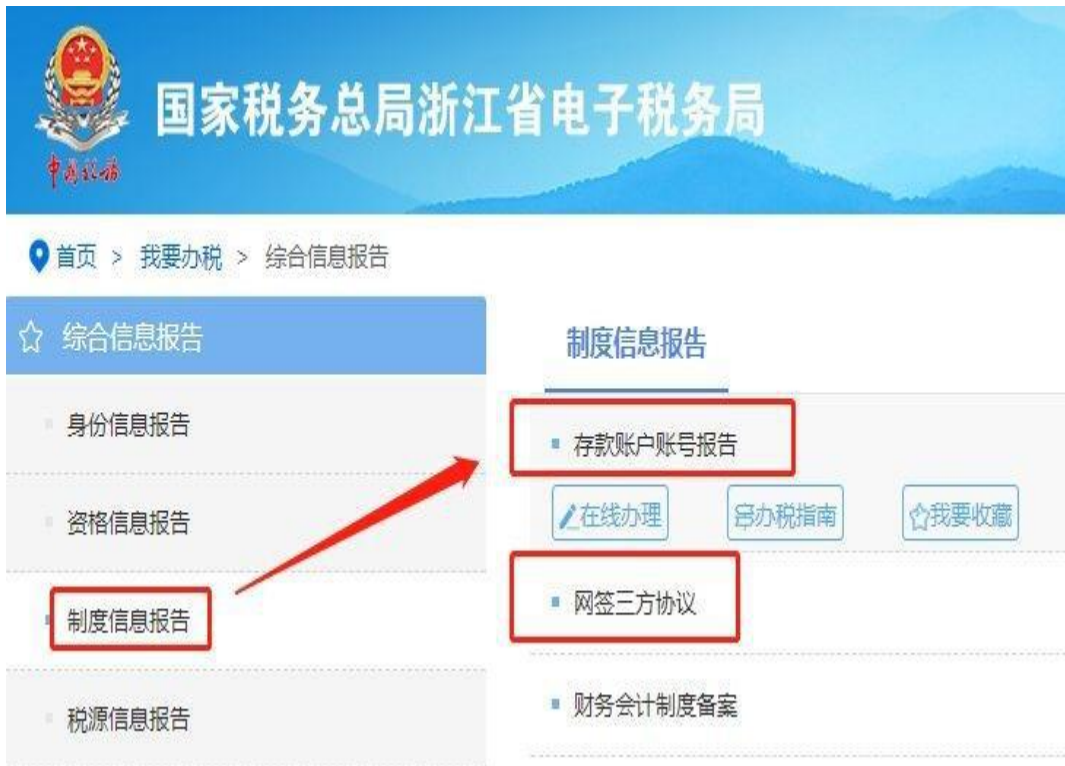 国家税务总局浙江省电子税务局
中国税务
首页 > 我要办税 > 综合信息报告
综合信息报告
身份信息报告
资格信息报告
制度信息报告
税源信息报告
制度信息报告
存款账户账号报告
在线办理 办税指南 我要收藏
网签三方协议
财务会计制度备案